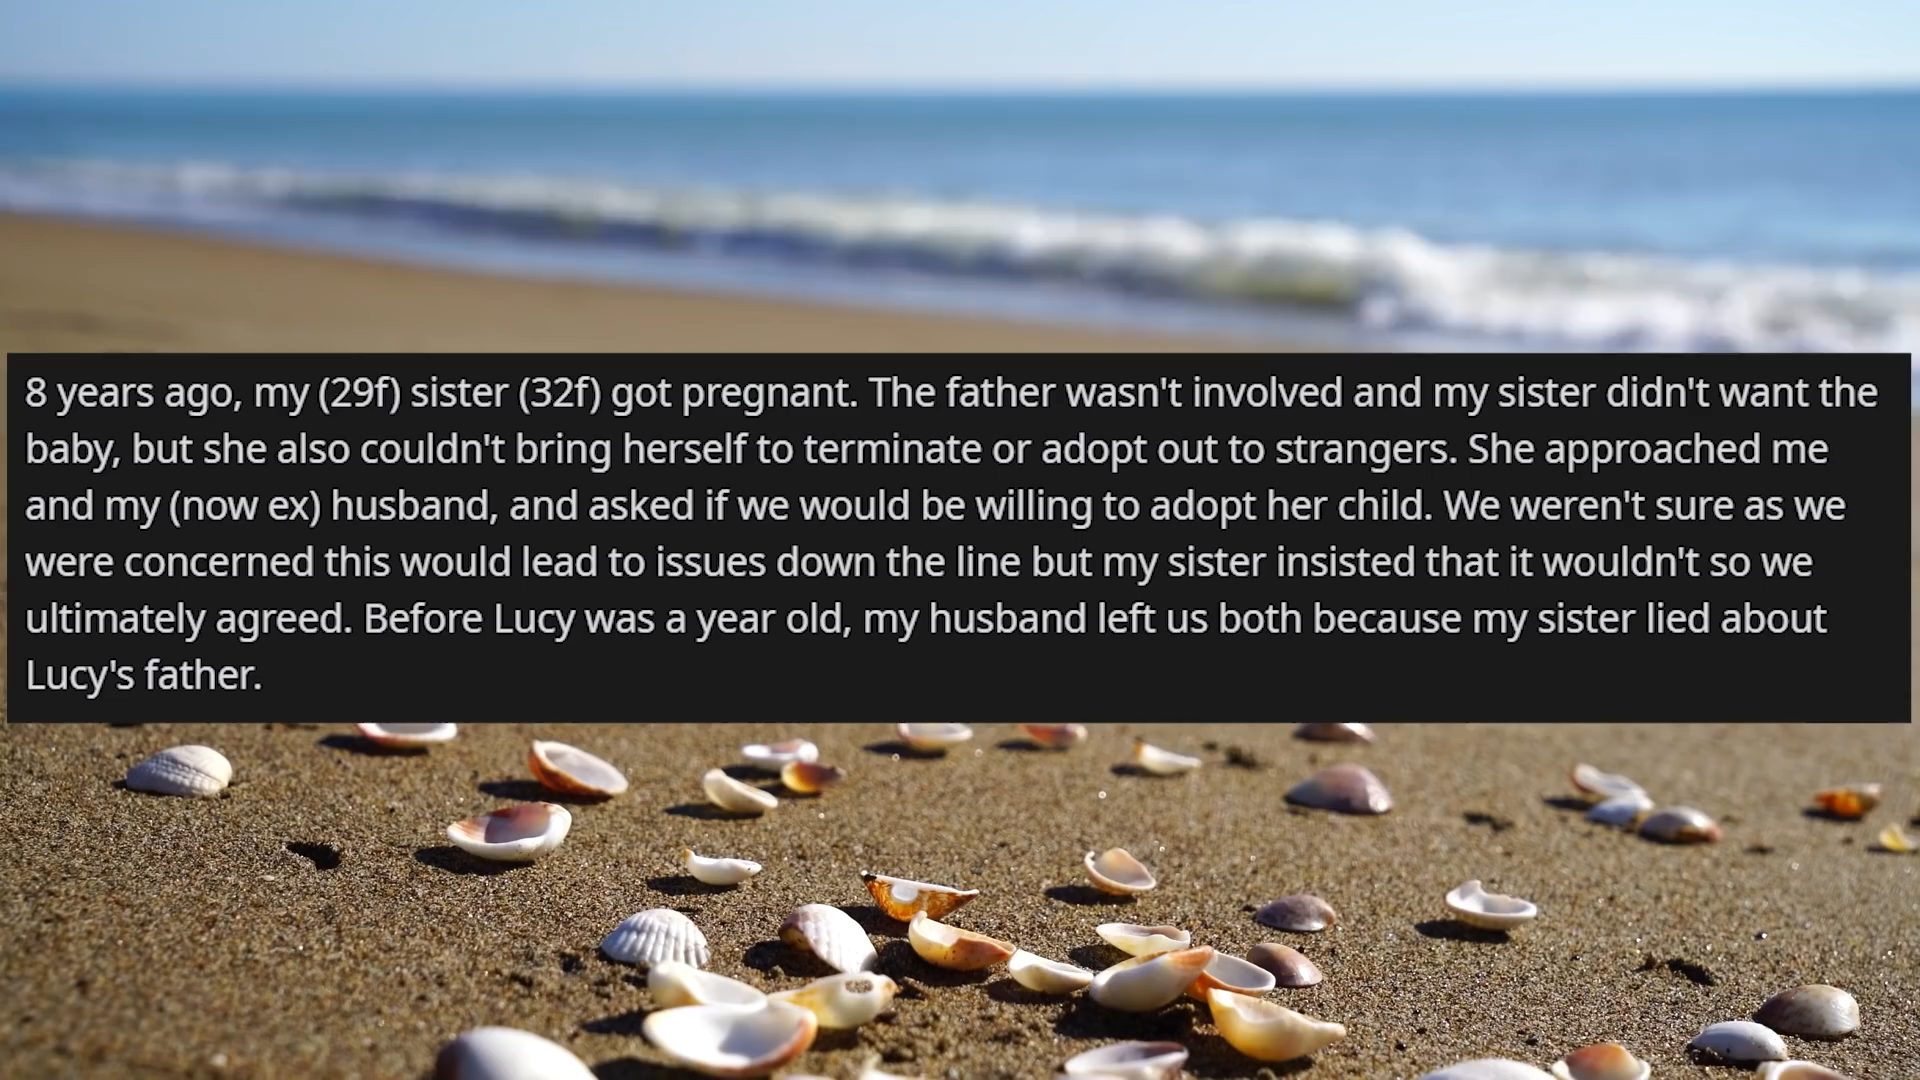 8 years ago, my (29f) sister (32f) got pregnant. The father wasn't involved and my sister didn't want the
baby, but she also couldn't bring herself to terminate or adopt out to strangers. She approached me
and my (now ex) husband, and asked if we would be willing to adopt her child. We weren't sure as we
were concerned this would lead to issues down the line but my sister insisted that it wouldn't so we
ultimately agreed. Before Lucy was a year old, my husband left us both because my sister lied about
Lucy's father.